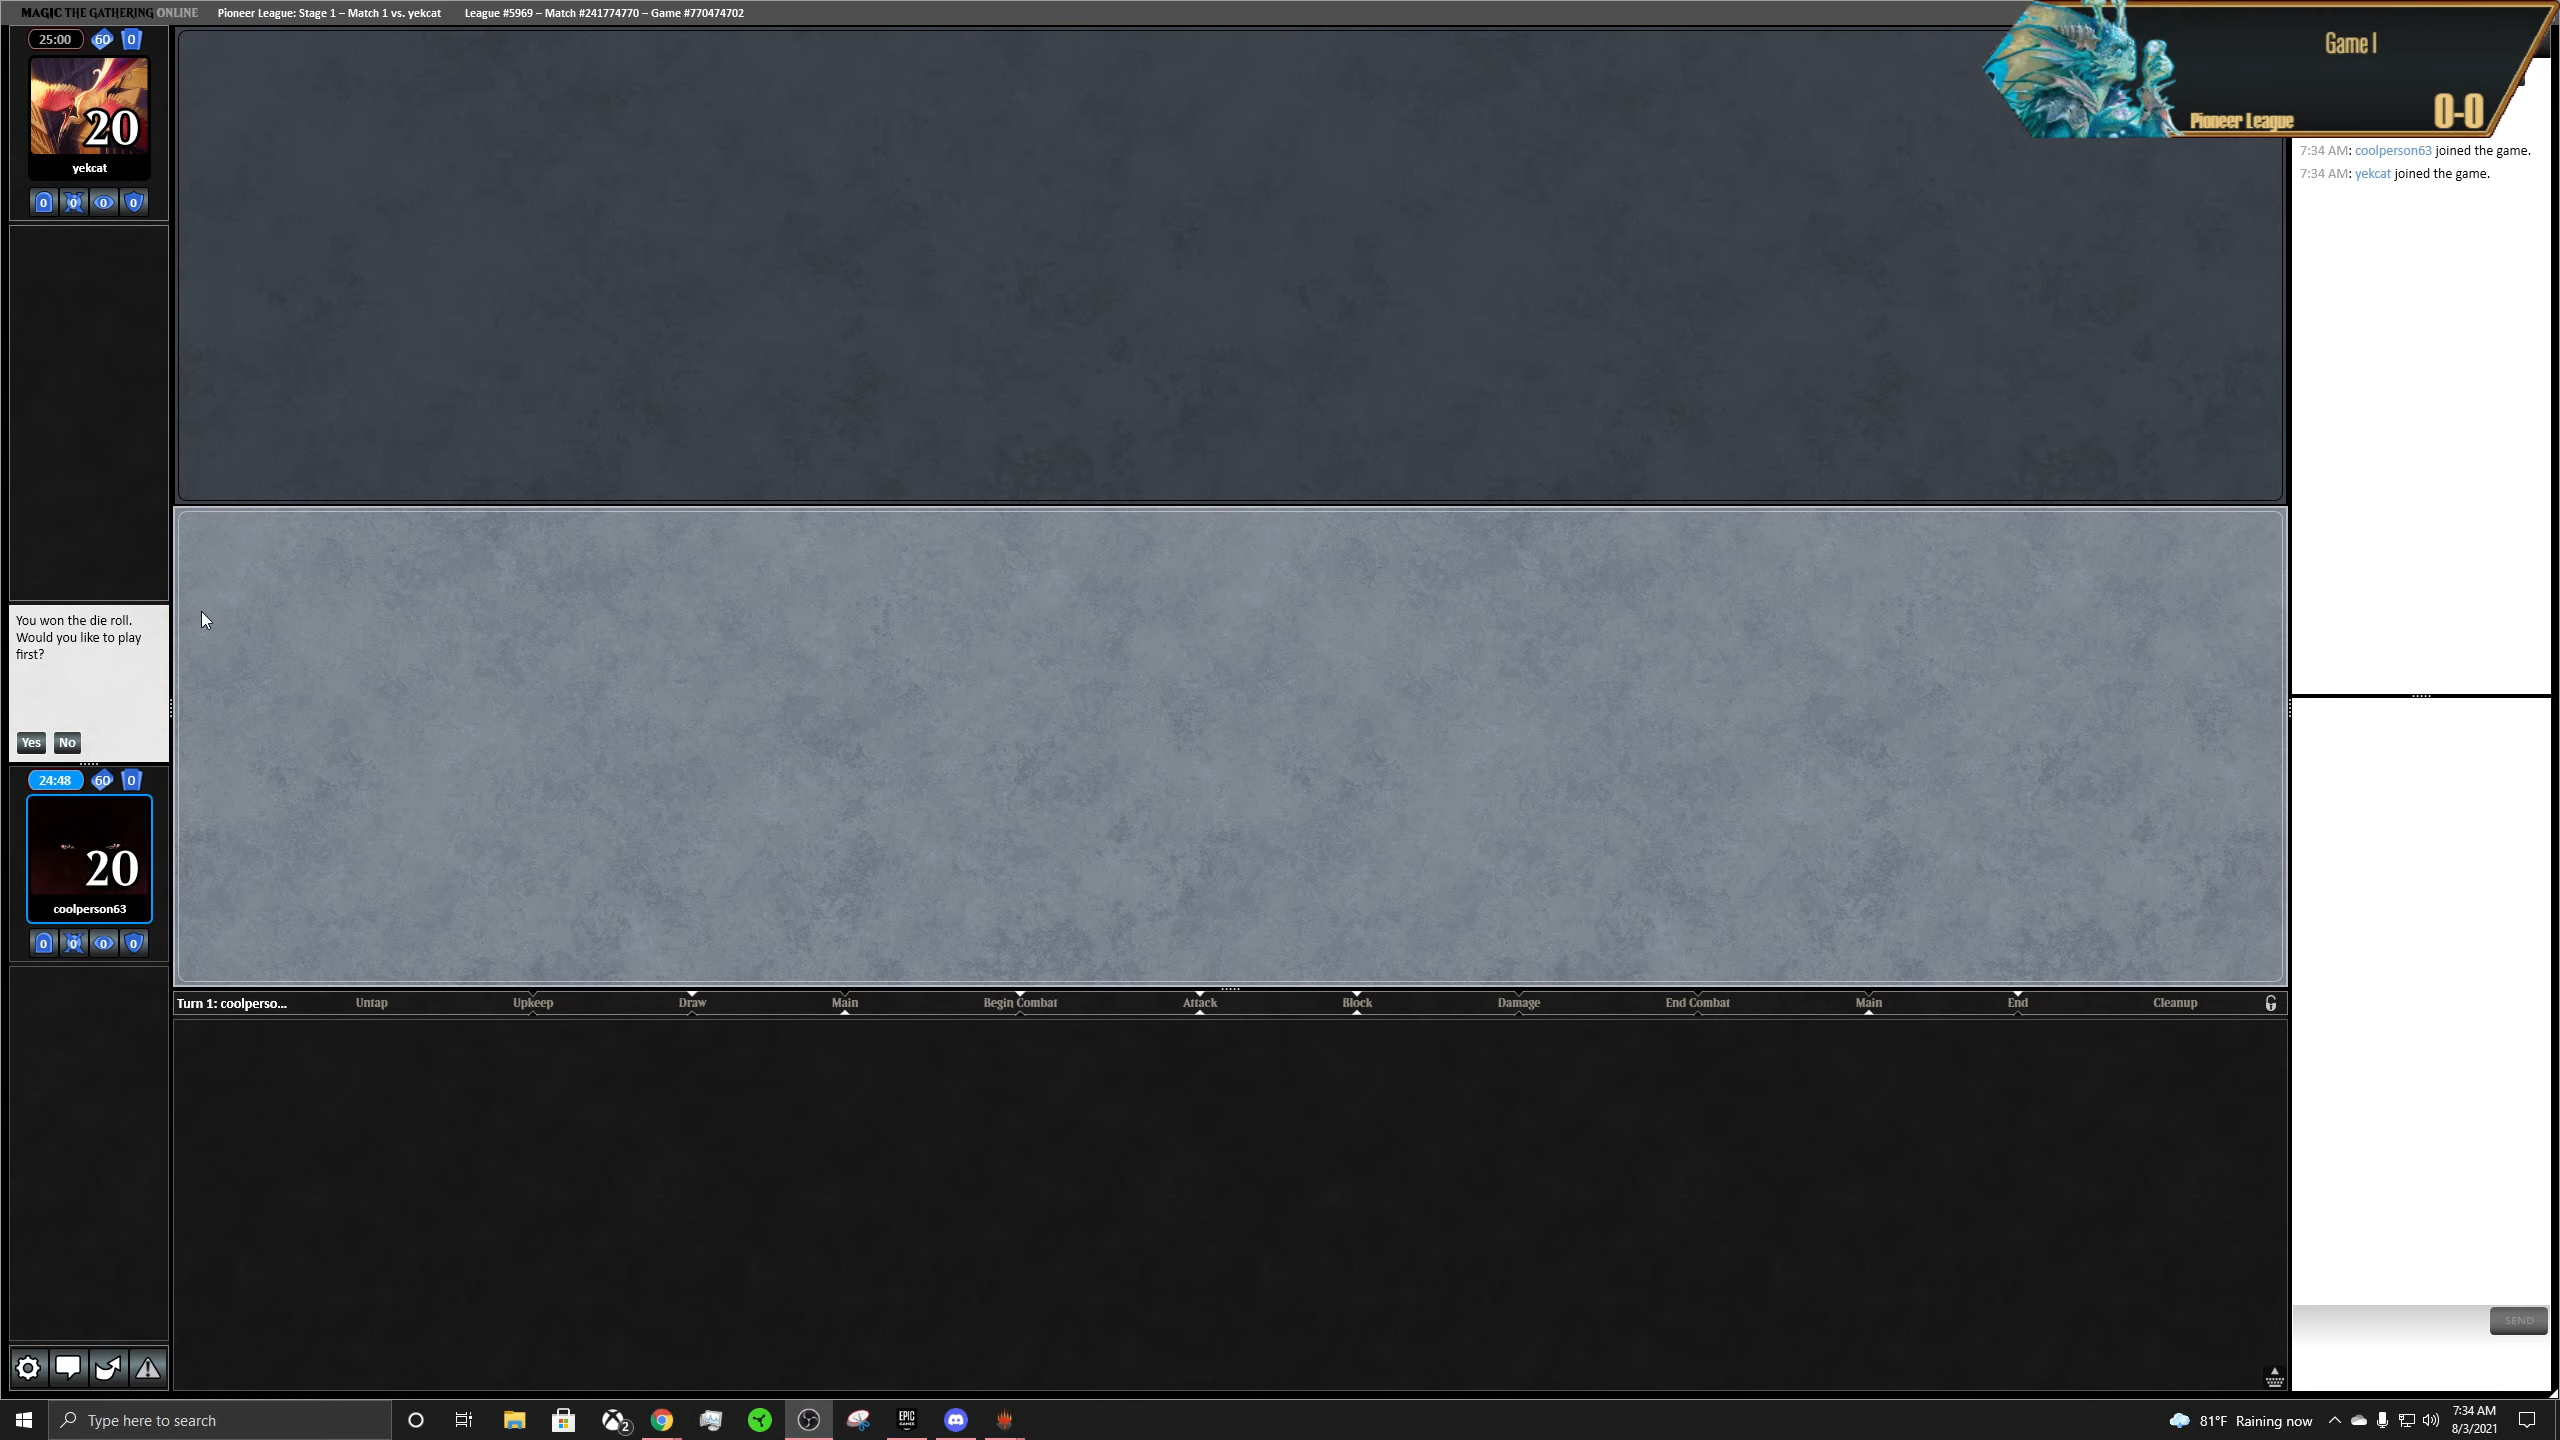 MAGIC THE GATHERING ONLINE Pioneer League: Stage 1 – Match 1 vs. yekcat League #5969 – Match #241774770 – Game #770474702
25:00 60 0
20
yekcat
0 0 0 0
Game 1
Pioneer League 0-0
7:34 AM: coolperson63 joined the game.
7:34 AM: yekcat joined the game.
You won the die roll.
Would you like to play
first?
Yes No
24:48 60 0
20
coolperson63
0 0 0 0
Turn 1: coolperso... Untap Upkeep Draw Main Begin Combat Attack Block Damage End Combat Main End Cleanup
SEND
Type here to search
2
EPIC
GAMES
81°F Raining now
7:34 AM
8/3/2021